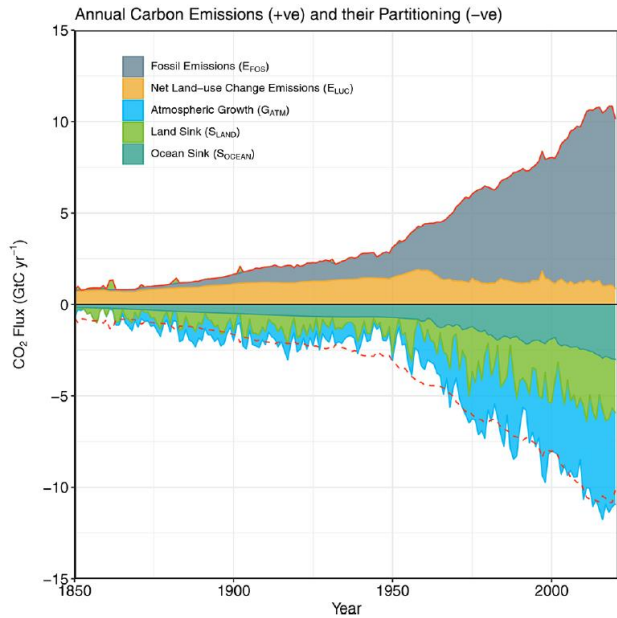 Annual Carbon Emissions (+ve) and their Partitioning (−ve)
15
Fossil Emissions (EFOS)
Net Land−use Change Emissions (ELUC)
Atmospheric Growth (GATM)
Land Sink (SLAND)
Ocean Sink (SOCEAN)
10
5
0
−5
−10
−15
CO2 Flux (GtC yr−1)
1850
1900
1950
2000
Year